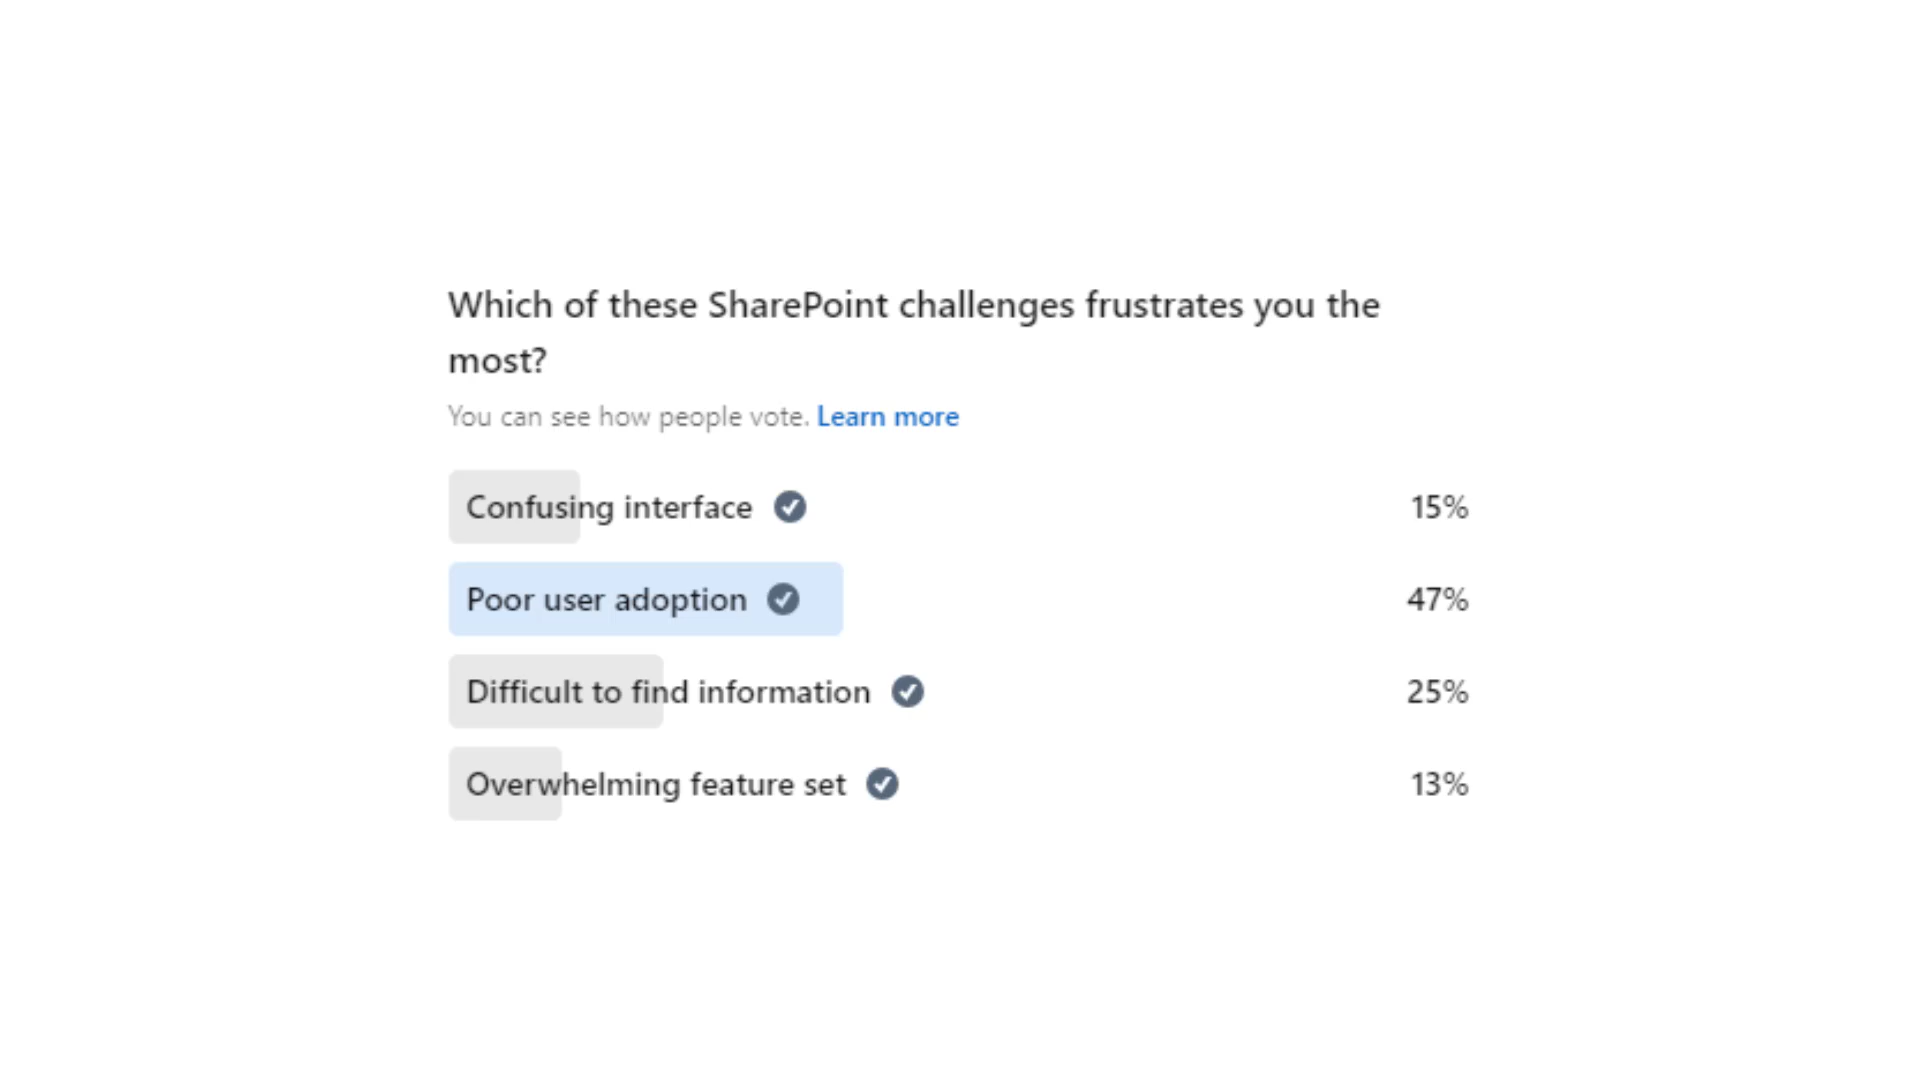 Which of these SharePoint challenges frustrates you the
most?
You can see how people vote. Learn more
Confusing interface 15%
Poor user adoption 47%
Difficult to find information 25%
Overwhelming feature set 13%